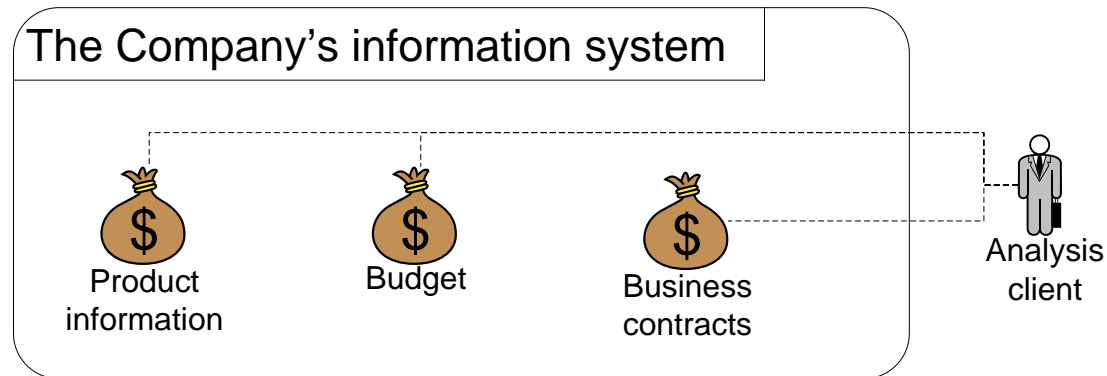 The Company’s information system
$
$
$
Product
information
Budget
Business
contracts
Analysis
client